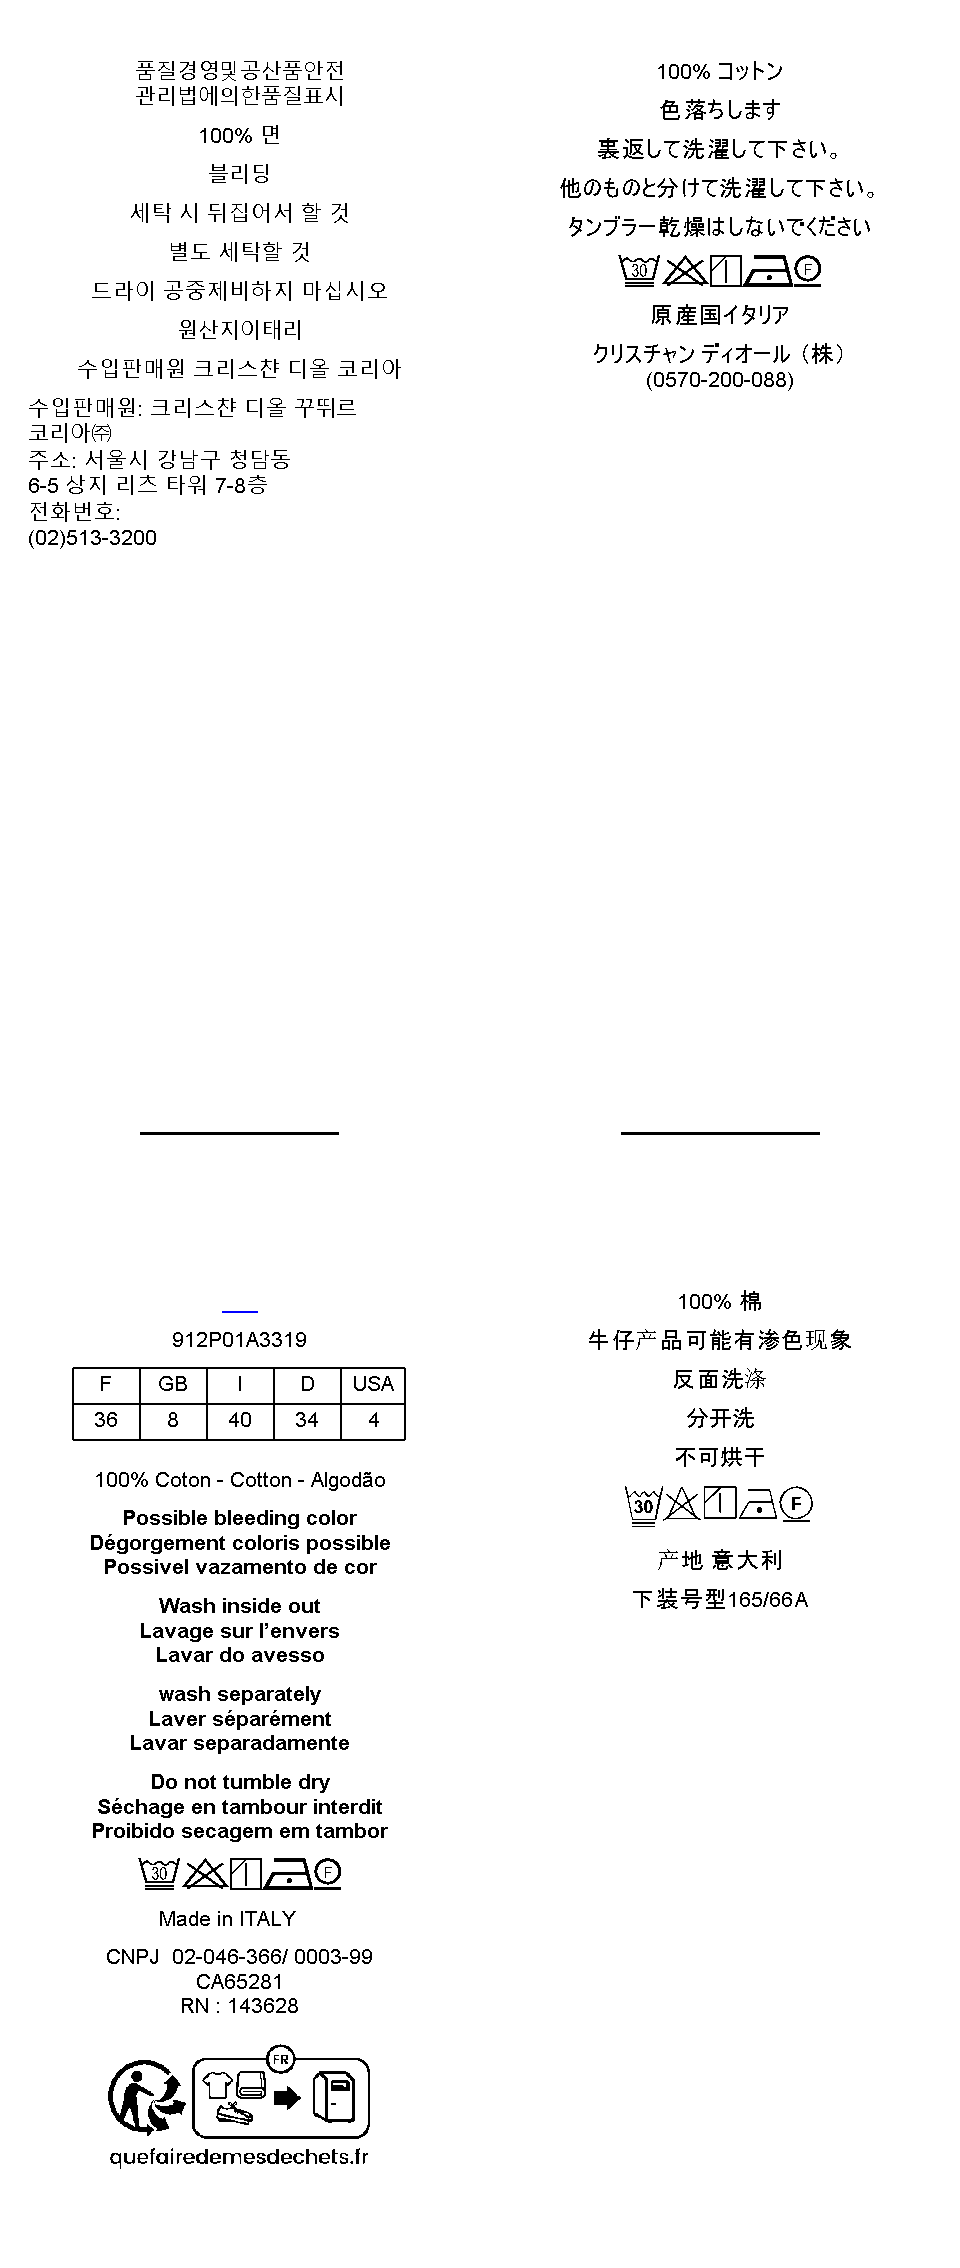 품질경영및공산품안전
관리법에의한품질표시
100% 면
블리딩
세탁 시 뒤집어서 할 것
별도 세탁할 것
드라이 공중제비하지 마십시오
원산지이태리
수입판매원 크리스챤 디올 코리아
수입판매원: 크리스챤 디올 꾸뛰르
코리아㈜
주소: 서울시 강남구 청담동
6-5 상지 리츠 타워 7-8층
전화번호:
(02)513-3200
100% コットン
色落ちします
裏返して洗濯して下さい。
他のものと分けて洗濯して下さい。
タンブラー乾燥はしないでください
30 F
原産国イタリア
クリスチャン ディオール（株）
(0570-200-088)
912P01A3319
F GB I D USA
36 8 40 34 4
100% Coton - Cotton - Algodão
Possible bleeding color
Dégorgement coloris possible
Possivel vazamento de cor
Wash inside out
Lavage sur l’envers
Lavar do avesso
wash separately
Laver séparément
Lavar separadamente
Do not tumble dry
Séchage en tambour interdit
Proibido secagem em tambor
30 F
Made in ITALY
CNPJ 02-046-366/ 0003-99
CA65281
RN : 143628
FR
quefairedemesdechets.fr
100% 棉
牛仔产品可能有渗色现象
反面洗涤
分开洗
不可烘干
30 F
产地 意大利
下装号型165/66A